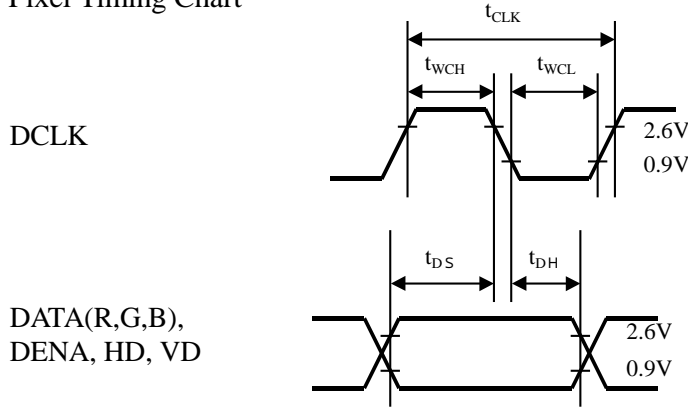 Pixel Timing Chart
tCLK
tWCH tWCL
DCLK
2.6V
0.9V
tDS tDH
DATA(R,G,B),
DENA, HD, VD
2.6V
0.9V